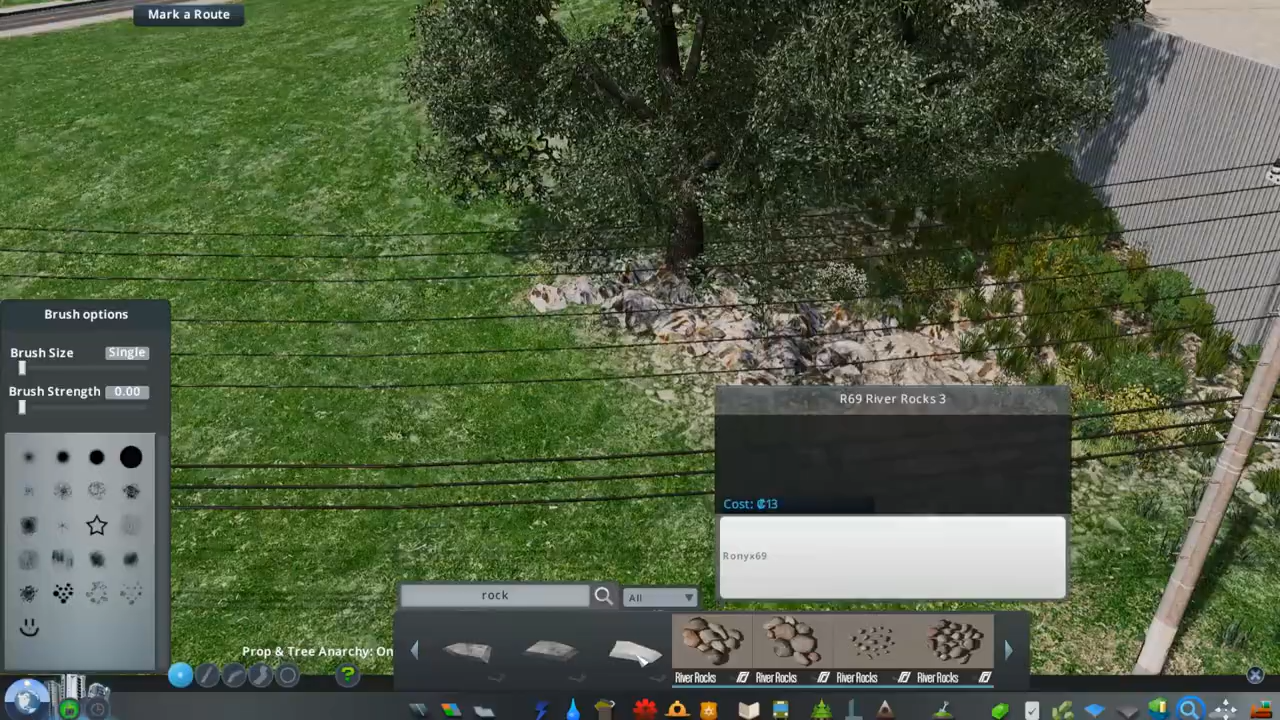 Mark a Route
Brush options
Brush Size Single
Brush Strength 0.00
R69 River Rocks 3
Cost: ₡13
Ronyx69
rock
All
Prop & Tree Anarchy: On
River Rocks River Rocks River Rocks River Rocks